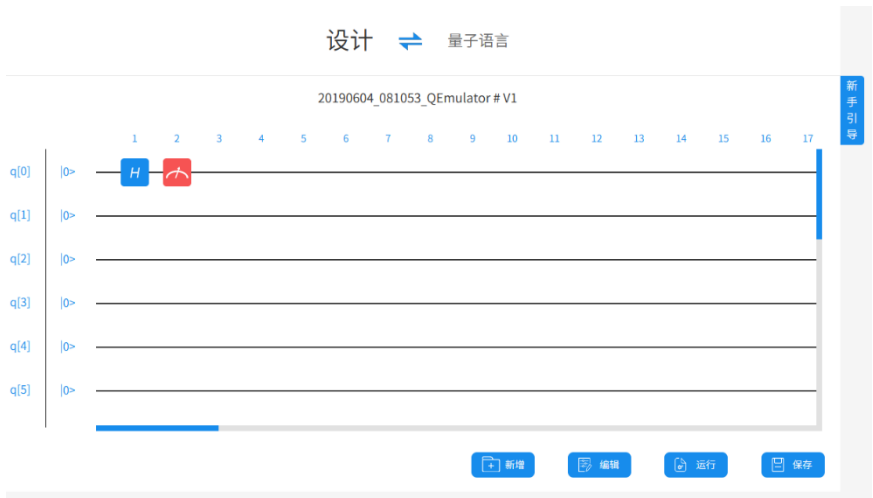 设计 量子语言
新手引导
20190604_081053_QEmulator # V1
1 2 3 4 5 6 7 8 9 10 11 12 13 14 15 16 17
q[0] |0> H
q[1] |0>
q[2] |0>
q[3] |0>
q[4] |0>
q[5] |0>
新增 编辑 运行 保存